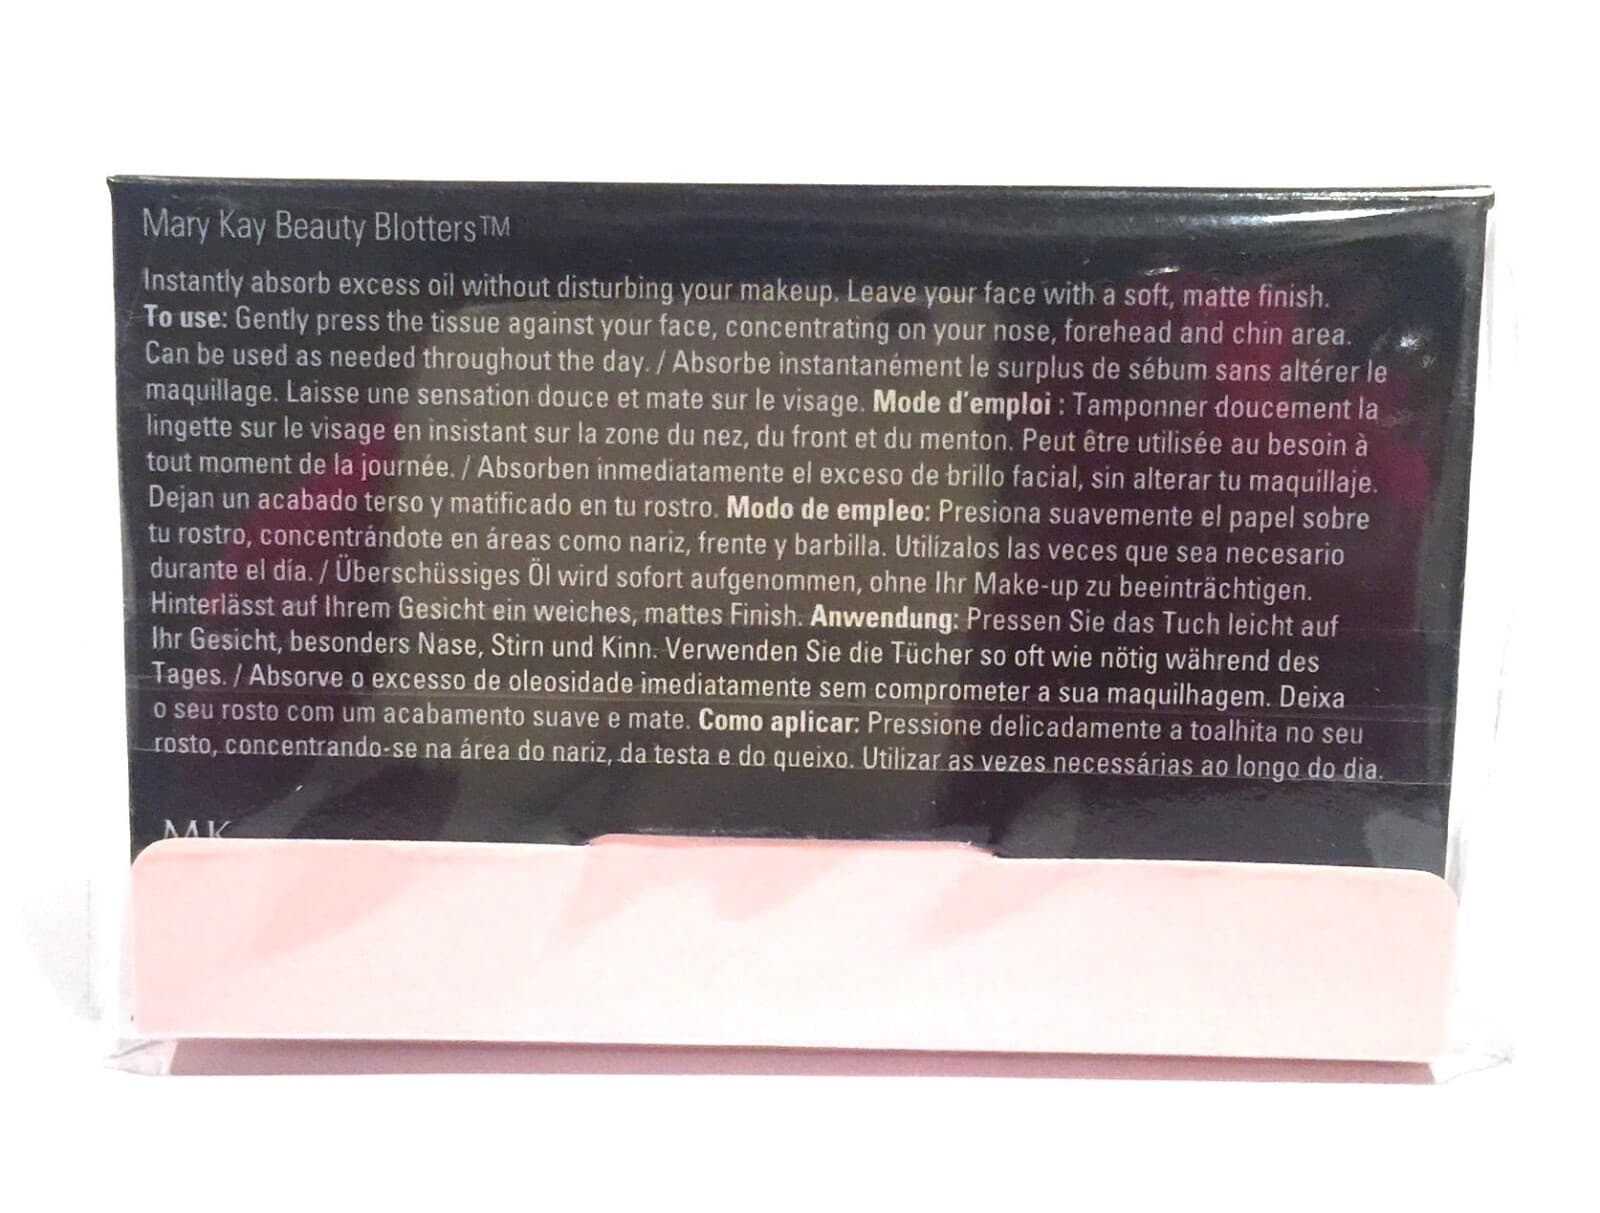 Mary Kay Beauty Blotters™
Instantly absorb excess oil without disturbing your makeup. Leave your face with a soft, matte finish.
To use: Gently press the tissue against your face, concentrating on your nose, forehead and chin area.
Can be used as needed throughout the day. / Absorbe instantanément le surplus de sébum sans altérer le
maquillage. Laisse une sensation douce et mate sur le visage. Mode d'emploi : Tamponner doucement la
lingette sur le visage en insistant sur la zone du nez, du front et du menton. Peut être utilisée au besoin à
tout moment de la journée. / Absorben inmediatamente el exceso de brillo facial, sin alterar tu maquillaje.
Dejan un acabado terso y matificado en tu rostro. Modo de empleo: Presiona suavemente el papel sobre
tu rostro, concentrándote en áreas como nariz, frente y barbilla. Utilízalos las veces que sea necesario
durante el día. / Überschüssiges Öl wird sofort aufgenommen, ohne Ihr Make-up zu beeinträchtigen.
Hinterlässt auf Ihrem Gesicht ein weiches, mattes Finish. Anwendung: Pressen Sie das Tuch leicht auf
Ihr Gesicht, besonders Nase, Stirn und Kinn. Verwenden Sie die Tücher so oft wie nötig während des
Tages. / Absorve o excesso de oleosidade imediatamente sem comprometer a sua maquilhagem. Deixa
o seu rosto com um acabamento suave e mate. Como aplicar: Pressione delicadamente a toalhita no seu
rosto, concentrando-se na área do nariz, da testa e do queixo. Utilizar as vezes necessárias ao longo do dia.
MK